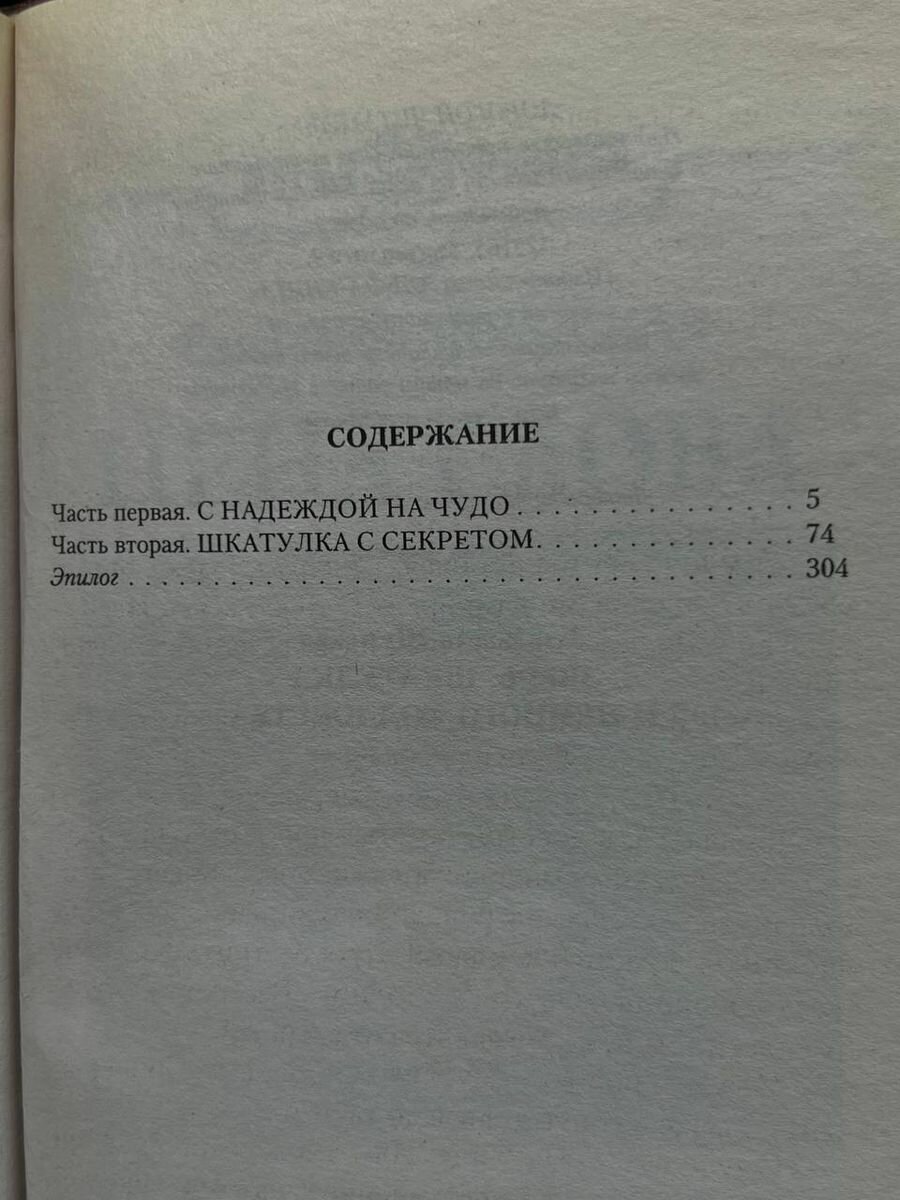 СОДЕРЖАНИЕ
Часть первая. С НАДЕЖДОЙ НА ЧУДО . . . . . . . . . . . . . . . . 5
Часть вторая. ШКАТУЛКА С СЕКРЕТОМ. . . . . . . . . . . . . . . 74
Эпилог . . . . . . . . . . . . . . . . . . . . . . . . . . . . . . . . . . . . . . . . 304